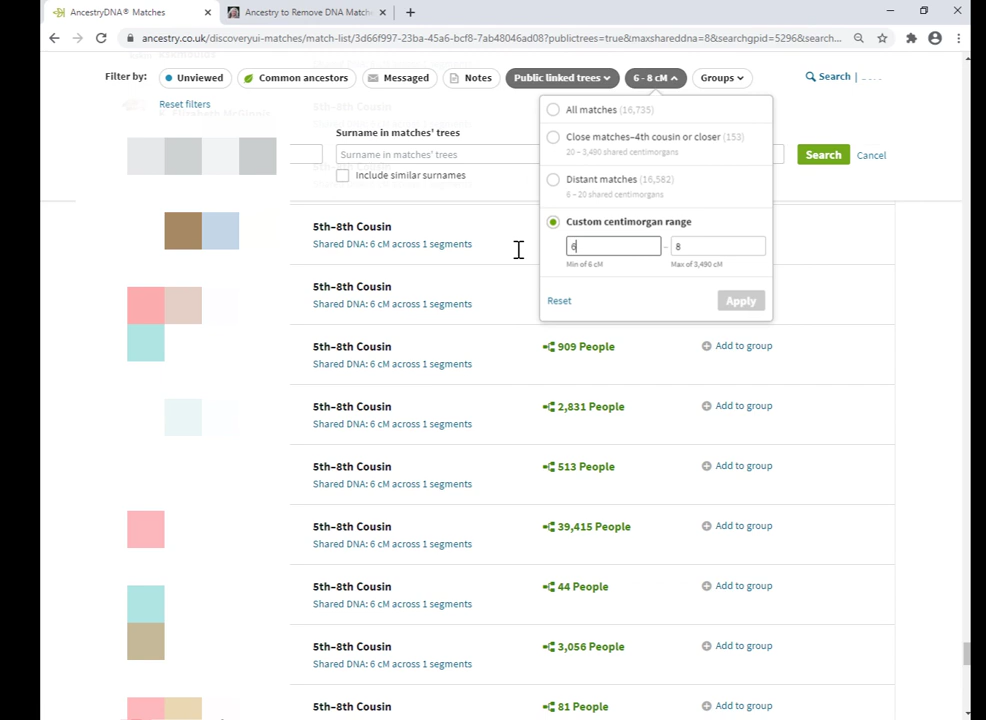 AncestryDNA® Matches
Ancestry to Remove DNA Match
ancestry.co.uk/discoveryui-matches/match-list/3d66f997-23ba-45a6-bcf8-7ab48046ad08?publictrees=true&maxshareddna=8&searchgpid=5296&search...
Filter by: Unviewed Common ancestors Messaged Notes Public linked trees 6 - 8 cM Groups Search
Reset filters
All matches (16,735)
Close matches–4th cousin or closer (153)
20 – 3,490 shared centimorgans
Distant matches (16,582)
6 – 20 shared centimorgans
Custom centimorgan range
6 – 8
Min of 6 cM Max of 3,490 cM
Reset Apply
Surname in matches' trees
Surname in matches' trees
Search Cancel
Include similar surnames
5th–8th Cousin
Shared DNA: 6 cM across 1 segments
5th–8th Cousin
Shared DNA: 6 cM across 1 segments
5th–8th Cousin 909 People Add to group
Shared DNA: 6 cM across 1 segments
5th–8th Cousin 2,831 People Add to group
Shared DNA: 6 cM across 1 segments
5th–8th Cousin 513 People Add to group
Shared DNA: 6 cM across 1 segments
5th–8th Cousin 39,415 People Add to group
Shared DNA: 6 cM across 1 segments
5th–8th Cousin 44 People Add to group
Shared DNA: 6 cM across 1 segments
5th–8th Cousin 3,056 People Add to group
Shared DNA: 6 cM across 1 segments
5th–8th Cousin 81 People Add to group